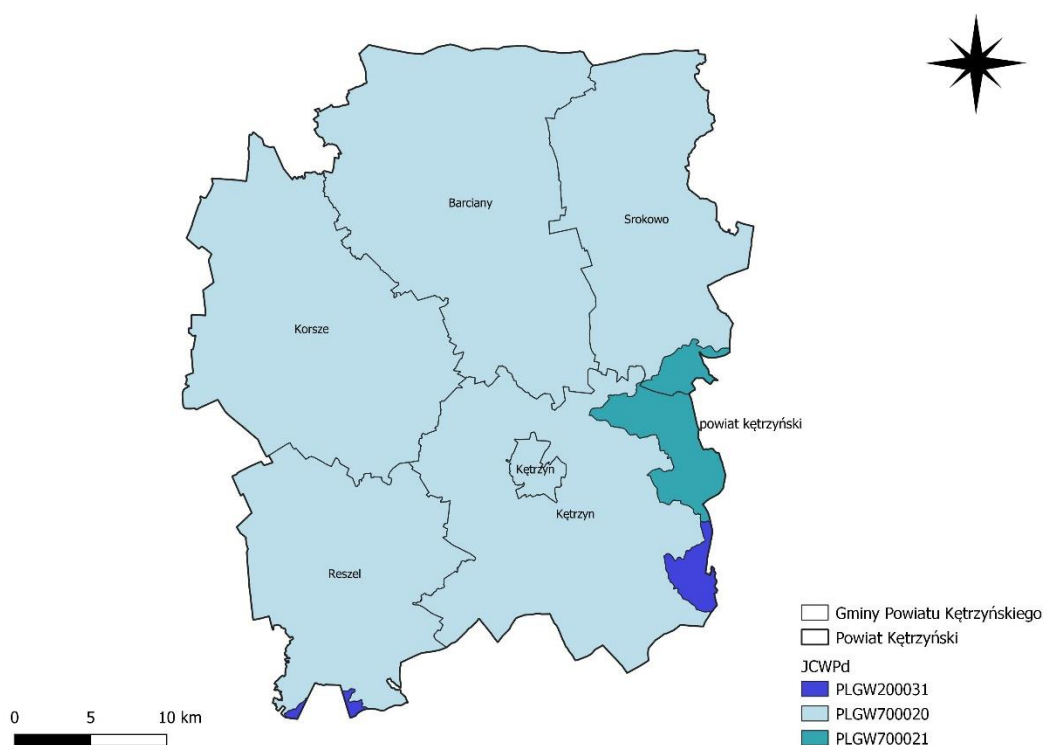 Barciany
Srokowo
Korsze
powiat kętrzyński
Kętrzyn
Kętrzyn
Reszel
Gminy Powiatu Kętrzyńskiego
Powiat Kętrzyński
JCWPd
PLGW200031
PLGW700020
PLGW700021
0 5 10 km